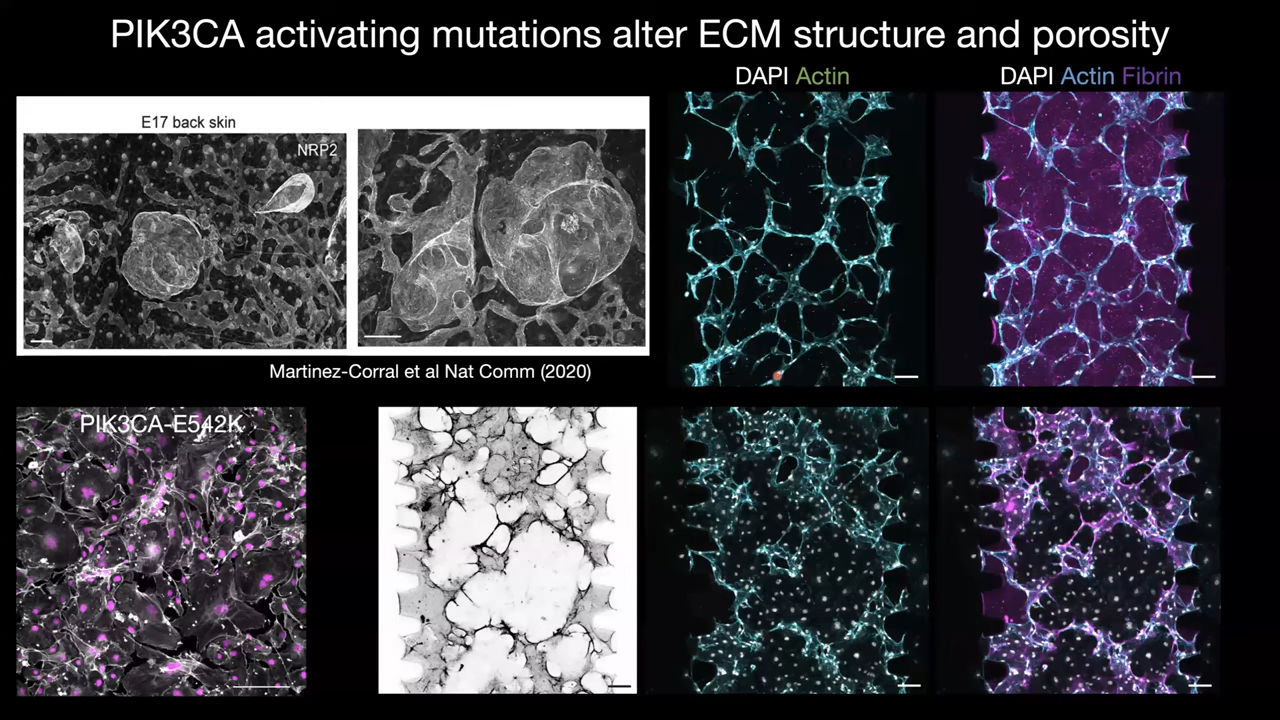 PIK3CA activating mutations alter ECM structure and porosity
DAPI Actin
DAPI Actin Fibrin
E17 back skin
NRP2
Martinez-Corral et al Nat Comm (2020)
PIK3CA-E542K